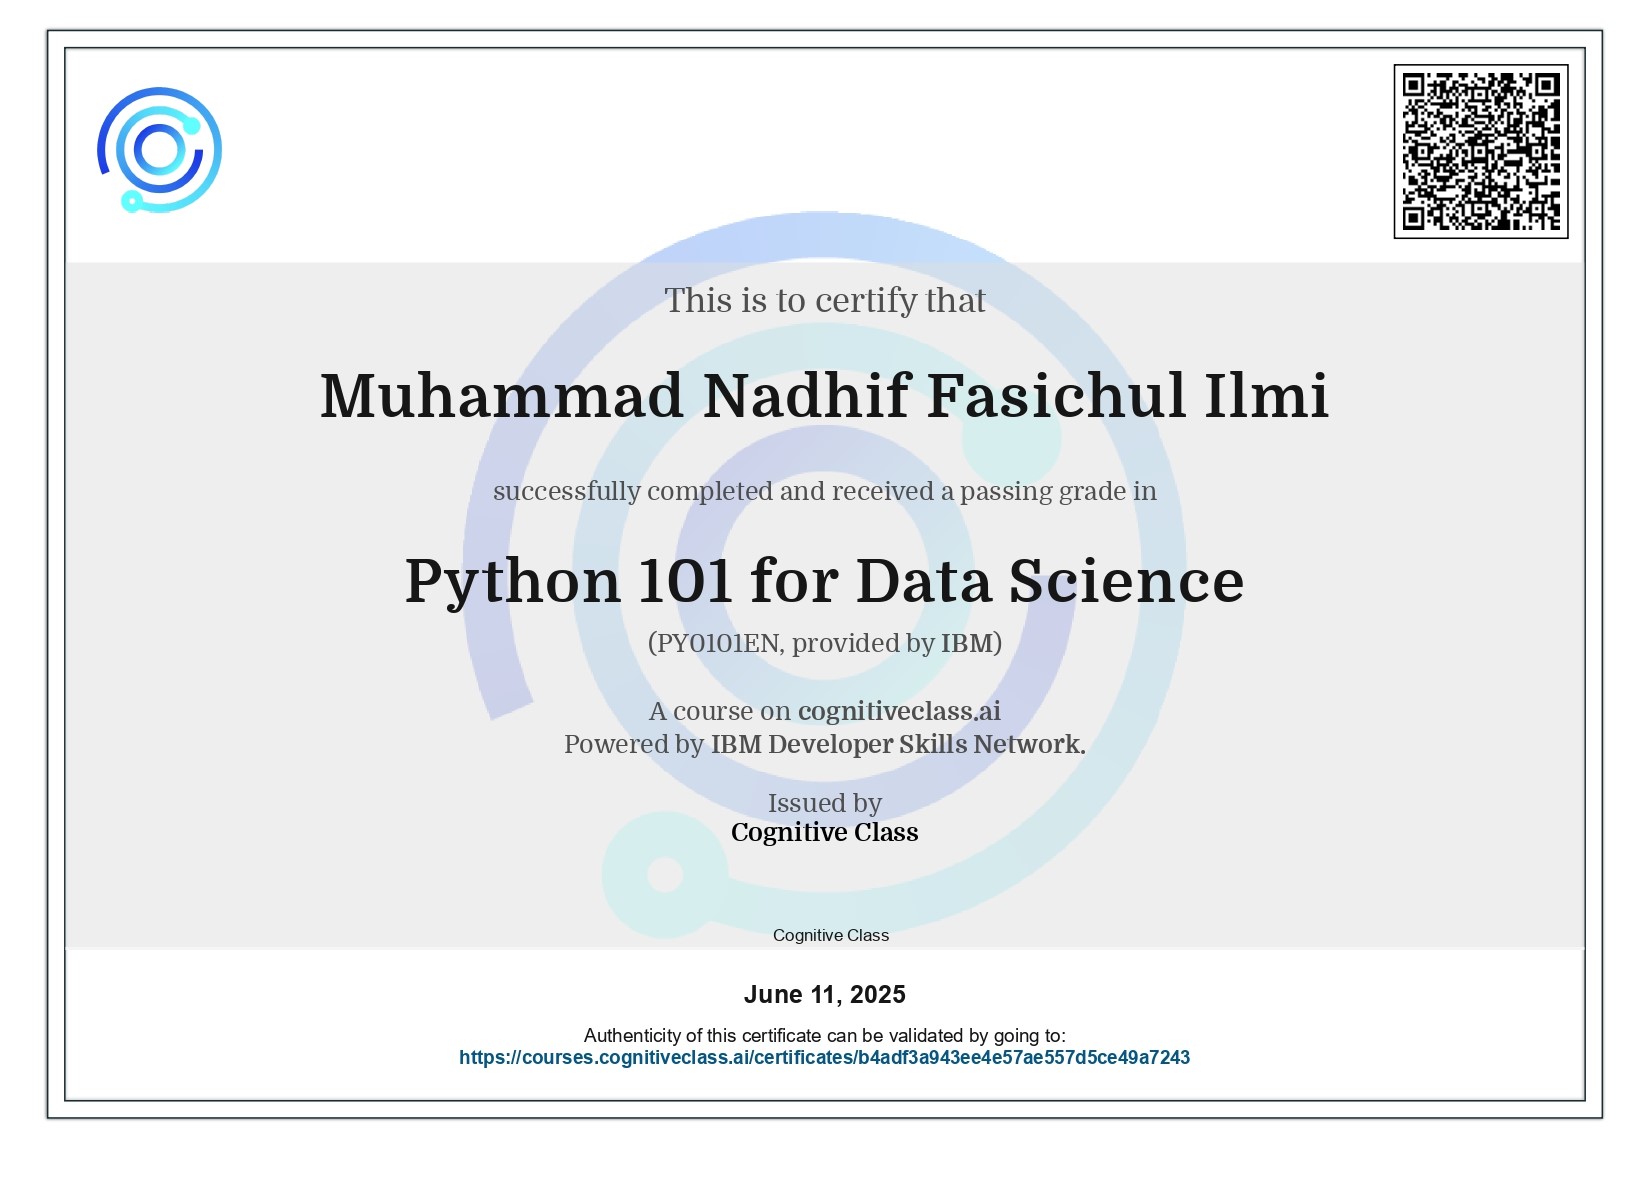 This is to certify that
Muhammad Nadhif Fasichul Ilmi
successfully completed and received a passing grade in
Python 101 for Data Science
(PY0101EN, provided by IBM)
A course on cognitiveclass.ai
Powered by IBM Developer Skills Network.
Issued by
Cognitive Class
Cognitive Class
June 11, 2025
Authenticity of this certificate can be validated by going to:
https://courses.cognitiveclass.ai/certificates/b4adf3a943ee4e57ae557d5ce49a7243